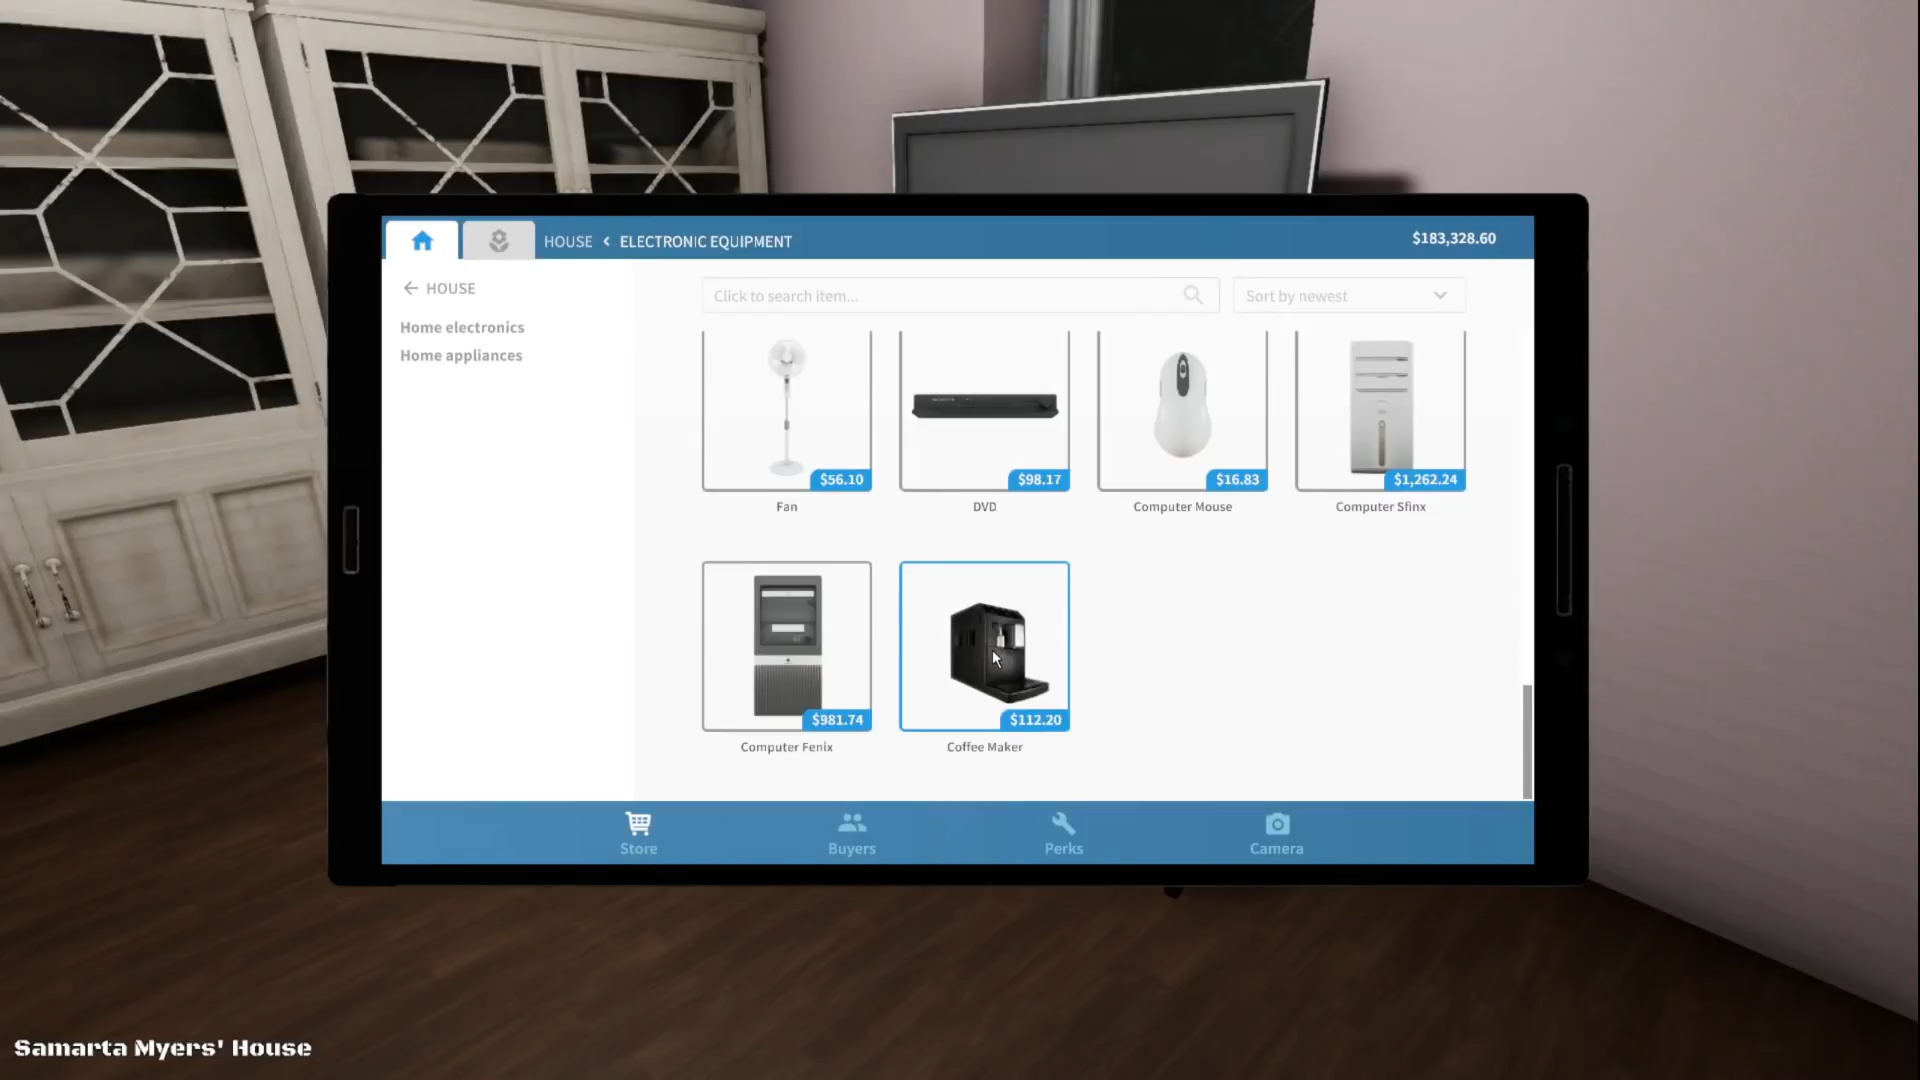 HOUSE < ELECTRONIC EQUIPMENT
$183,328.60
HOUSE
Home electronics
Home appliances
Click to search item...
Sort by newest
$56.10
$98.17
$16.83
$1,262.24
Fan
DVD
Computer Mouse
Computer Sfinx
$981.74
$112.20
Computer Fenix
Coffee Maker
Store
Buyers
Perks
Camera
Samarta Myers' House